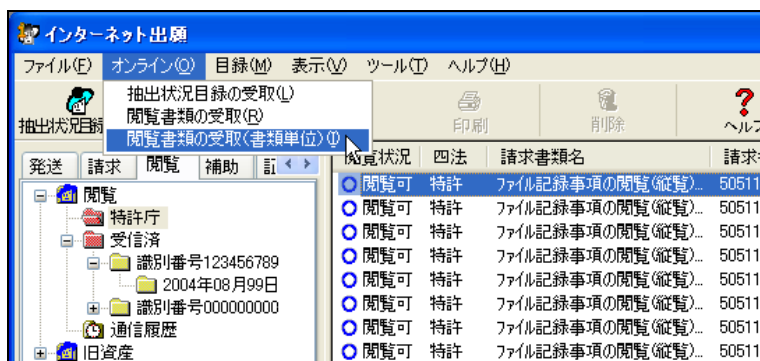 インターネット出願
ファイル(F) オンライン(O) 目録(M) 表示(V) ツール(T) ヘルプ(H)
抽出状況目録の受取(L)
閲覧書類の受取(R)
閲覧書類の受取(書類単位)(I)
抽出状況目録 印刷 削除 ヘルプ
発送 請求 閲覧 補助
閲覧
特許庁
受信済
識別番号123456789
2004年08月99日
識別番号000000000
通信履歴
旧資産
閲覧状況 四法 請求書類名 請求
閲覧可 特許 ファイル記録事項の閲覧(縦覧)... 50511
閲覧可 特許 ファイル記録事項の閲覧(縦覧)... 50511
閲覧可 特許 ファイル記録事項の閲覧(縦覧)... 50511
閲覧可 特許 ファイル記録事項の閲覧(縦覧)... 50511
閲覧可 特許 ファイル記録事項の閲覧(縦覧)... 50511
閲覧可 特許 ファイル記録事項の閲覧(縦覧)... 50511
閲覧可 特許 ファイル記録事項の閲覧(縦覧)... 50511
閲覧可 特許 ファイル記録事項の閲覧(縦覧)... 50511